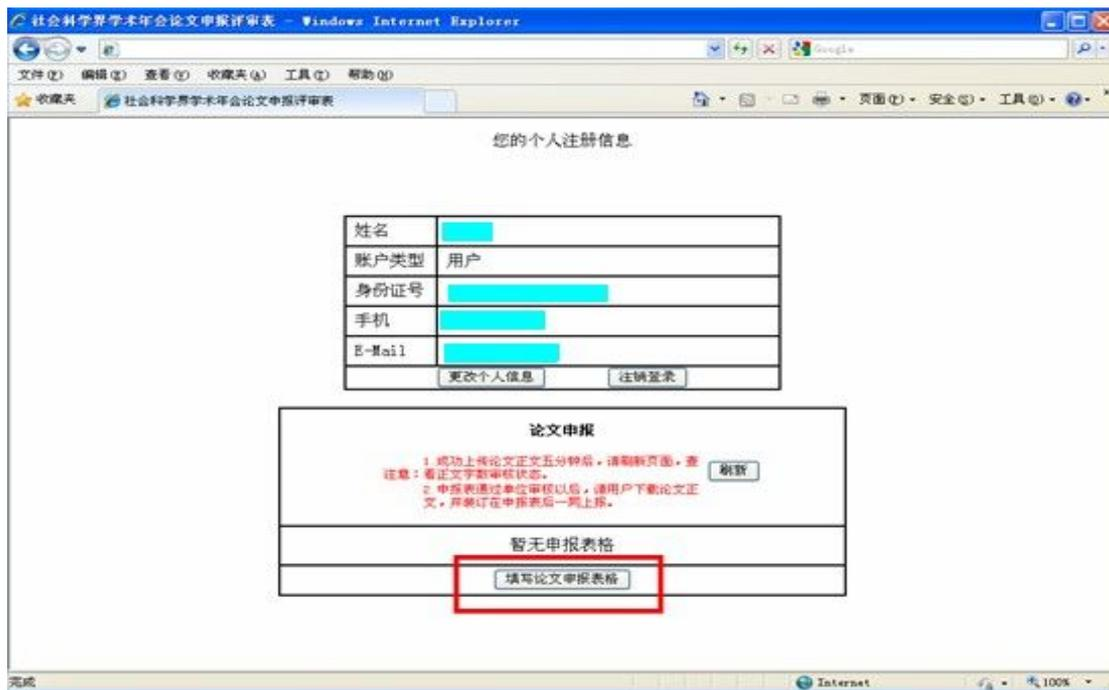 社会科学界学术年会论文申报评审表 - Windows Internet Explorer
Google
文件(F) 编辑(E) 查看(V) 收藏夹(A) 工具(T) 帮助(H)
收藏夹 社会科学界学术年会论文申报评审表 页面(P) 安全(S) 工具(O)
您的个人注册信息
姓名
账户类型 用户
身份证号
手机
E-Mail
更改个人信息 注销登录
论文申报
注意:
1 成功上传论文正文五分钟后,请刷新页面,查
看正文字数审核状态。
2 申报表通过单位审核以后,请用户下载论文正
文,并装订在申报表后一同上报。
刷新
暂无申报表格
填写论文申报表格
完成 Internet 100%